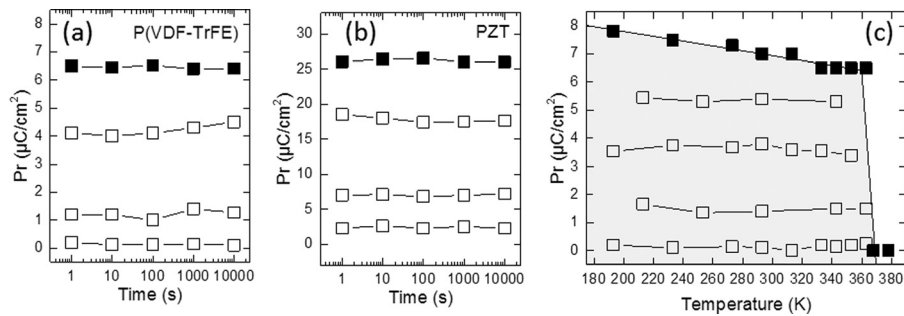 (a) P(VDF-TrFE)
8
7
6
5
4
3
2
1
0
Pr (µC/cm²)
1 10 100 1000 10000
Time (s)
(b) PZT
30
25
20
15
10
5
0
Pr (µC/cm²)
1 10 100 1000 10000
Time (s)
(c)
8
7
6
5
4
3
2
1
0
Pr (µC/cm²)
180 200 220 240 260 280 300 320 340 360 380
Temperature (K)